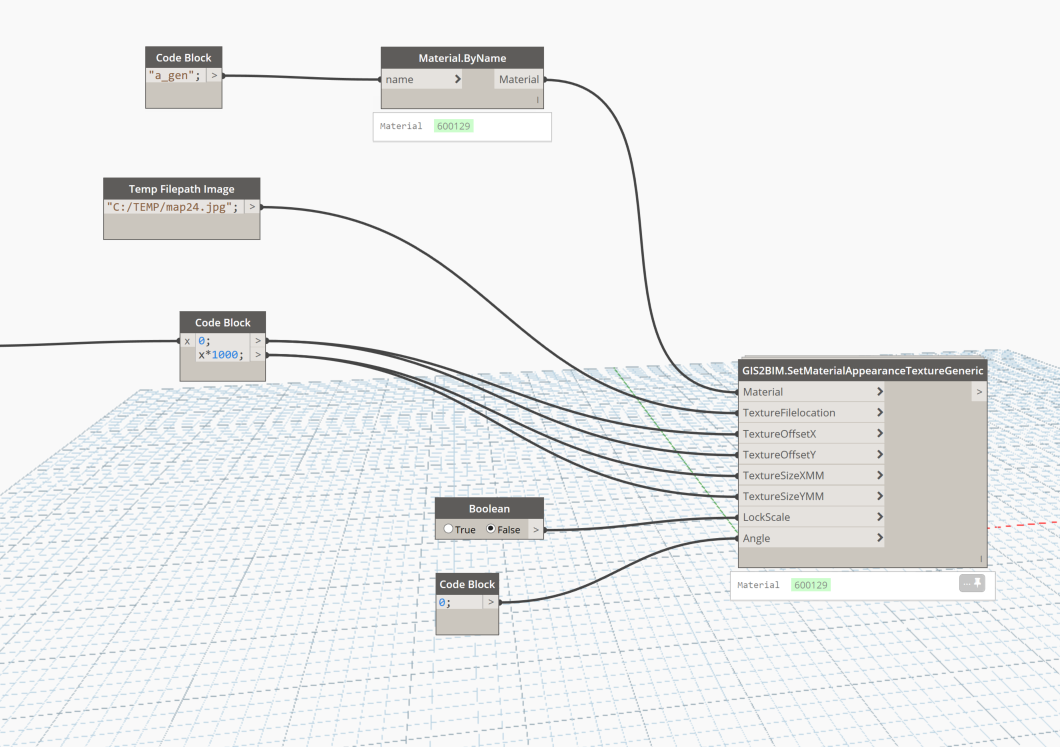 Code Block
"a_gen"; >
Material.ByName
name > Material
l
Material 600129
Temp Filepath Image
"C:/TEMP/map24.jpg"; >
Code Block
x 0; >
x*1000; >
GIS2BIM.SetMaterialAppearanceTextureGeneric
Material > >
TextureFilelocation >
TextureOffsetX >
TextureOffsetY >
TextureSizeXMM >
TextureSizeYMM >
LockScale >
Angle >
l
Material 600129
Boolean
True False >
Code Block
0; >